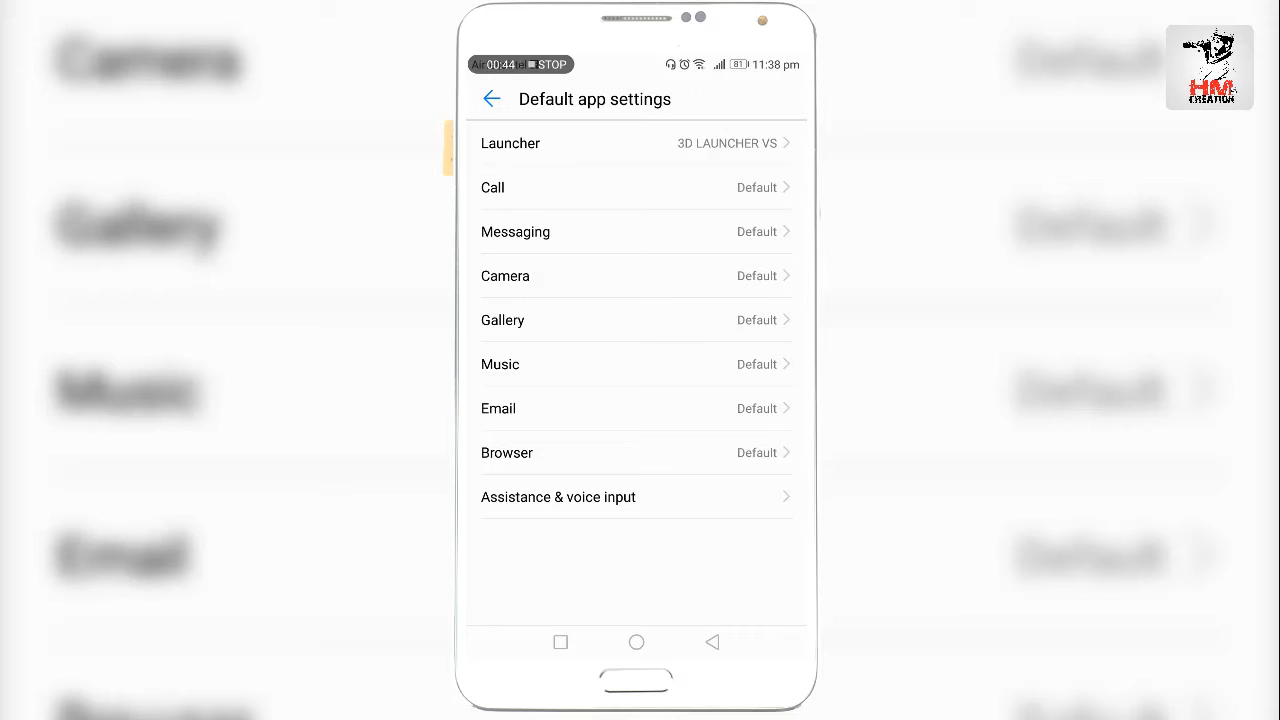 00:44 STOP 81 11:38 pm
Default app settings
Launcher 3D LAUNCHER VS
Call Default
Messaging Default
Camera Default
Gallery Default
Music Default
Email Default
Browser Default
Assistance & voice input
HM
CREATION
Camera Default
Gallery Default
Music Default
Email Default